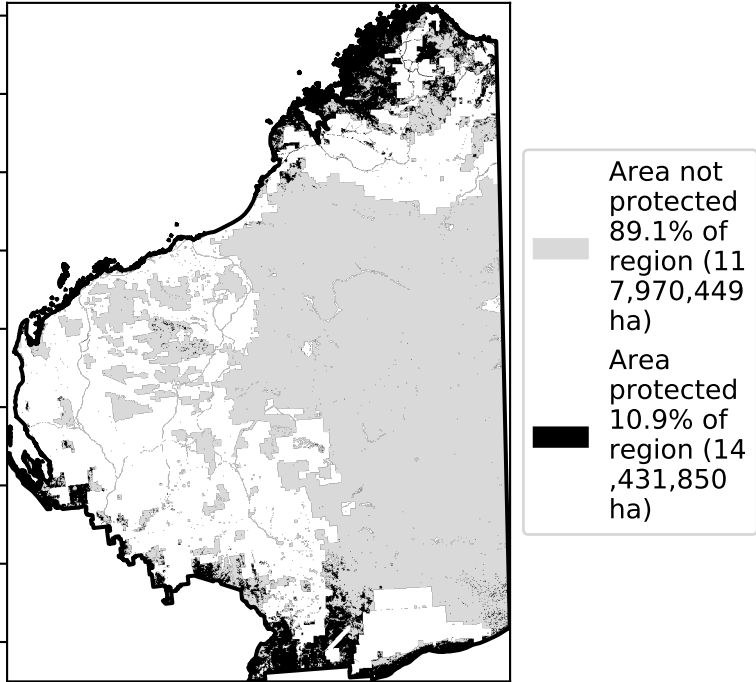 Area not
protected
89.1% of
region (11
7,970,449
ha)
Area
protected
10.9% of
region (14
,431,850
ha)